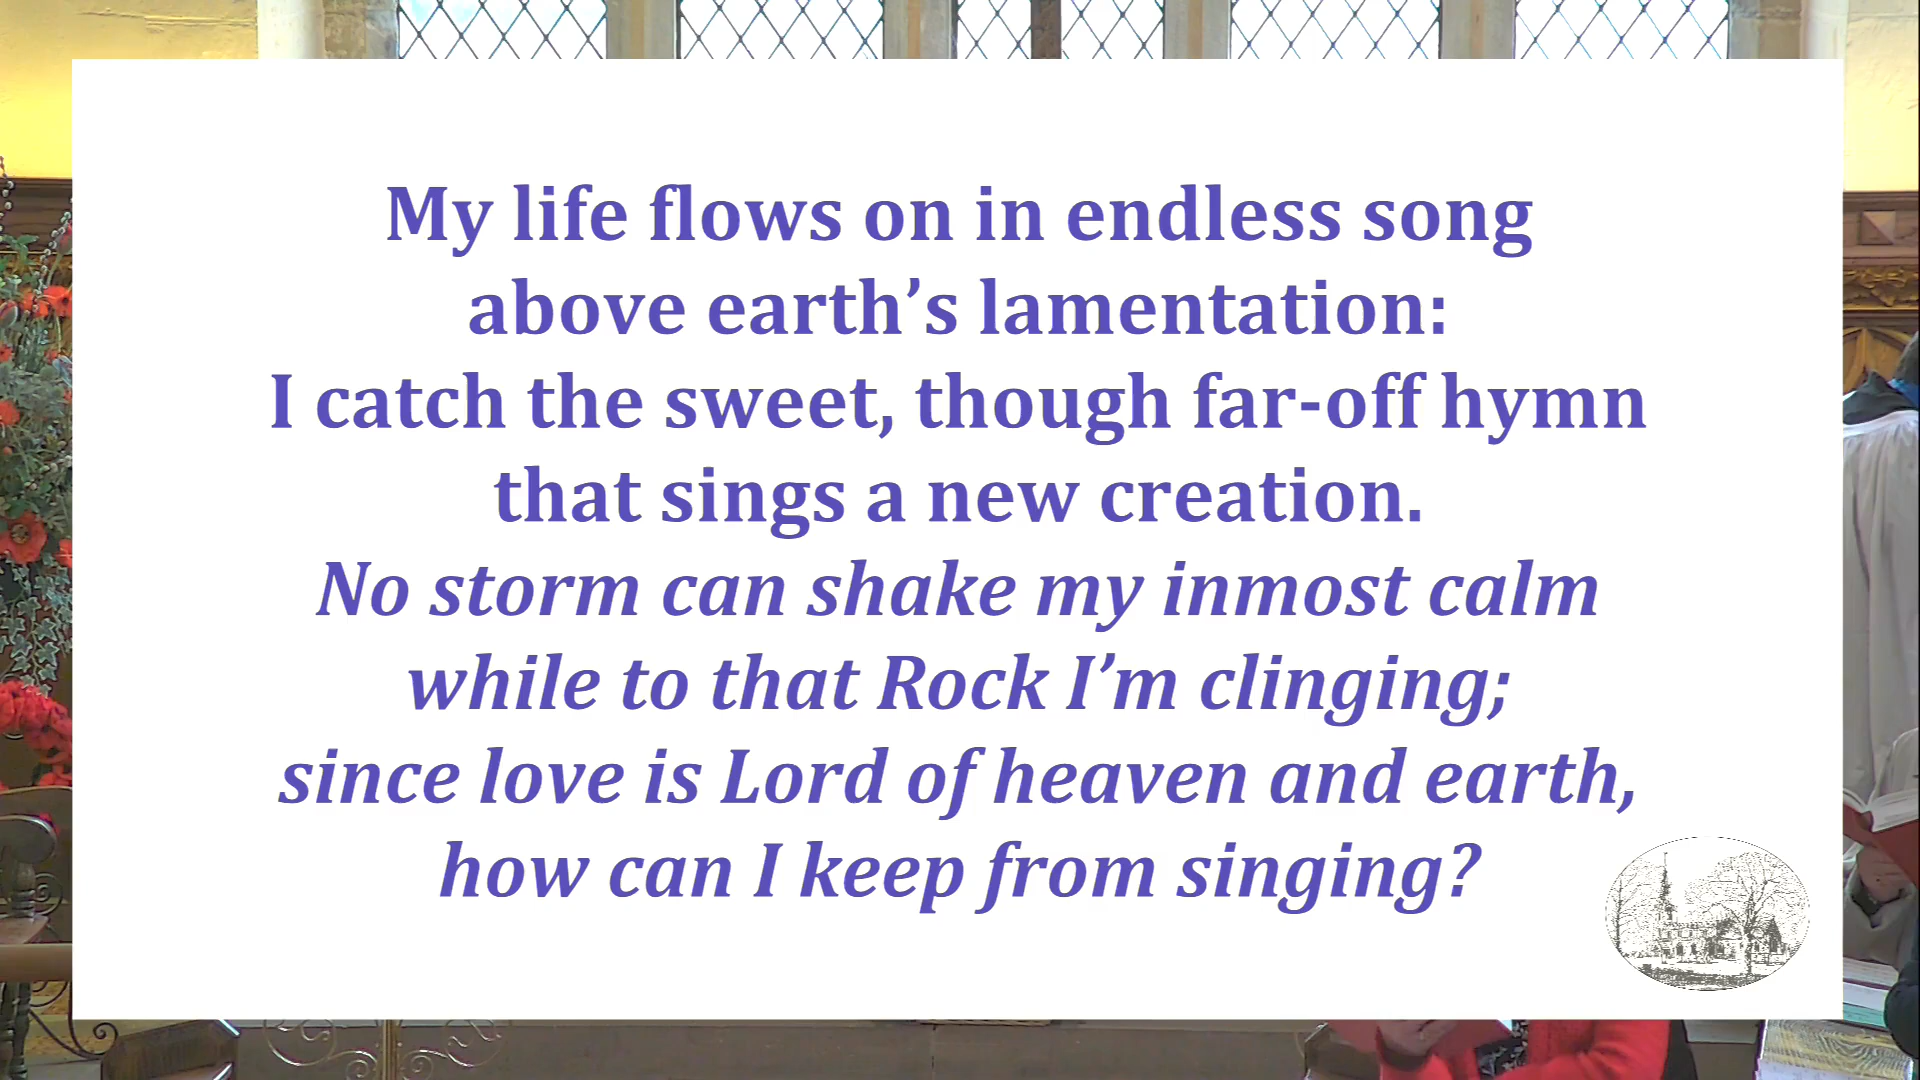 My life flows on in endless song
above earth’s lamentation:
I catch the sweet, though far-off hymn
that sings a new creation.
No storm can shake my inmost calm
while to that Rock I’m clinging;
since love is Lord of heaven and earth,
how can I keep from singing?